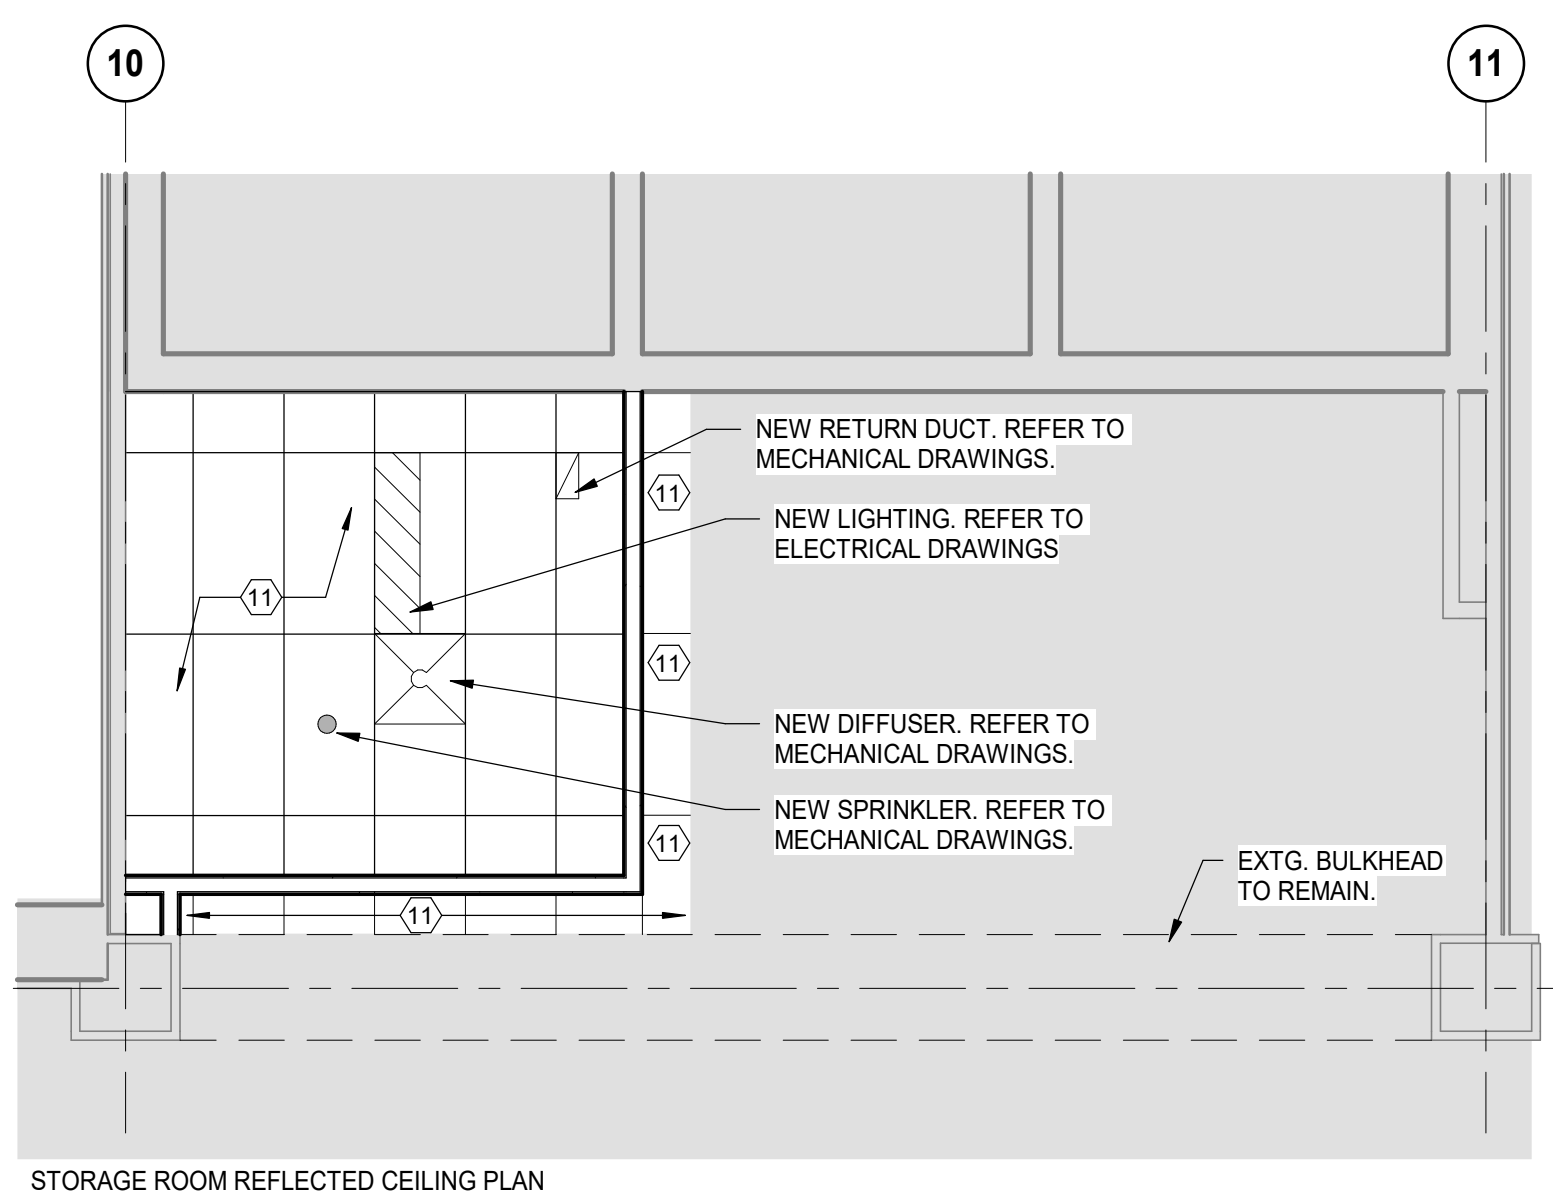 10
11
NEW RETURN DUCT. REFER TO
MECHANICAL DRAWINGS.
11
NEW LIGHTING. REFER TO
ELECTRICAL DRAWINGS
11
11
NEW DIFFUSER. REFER TO
MECHANICAL DRAWINGS.
NEW SPRINKLER. REFER TO
MECHANICAL DRAWINGS.
11
EXTG. BULKHEAD
TO REMAIN.
11
STORAGE ROOM REFLECTED CEILING PLAN